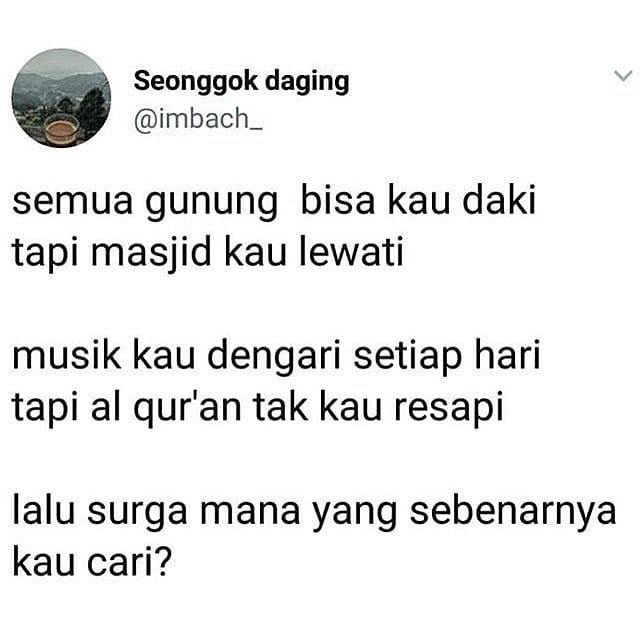 Seonggok daging
@imbach_
semua gunung  bisa kau daki
tapi masjid kau lewati
musik kau dengari setiap hari
tapi al qur'an tak kau resapi
lalu surga mana yang sebenarnya
kau cari?